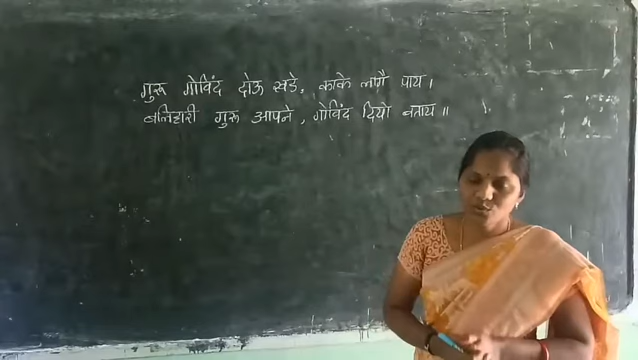 गुरू गोविंद दोऊ खडे, काके लागै पाय।
बलिहारी गुरू आपने, गोविंद दियो बताय॥